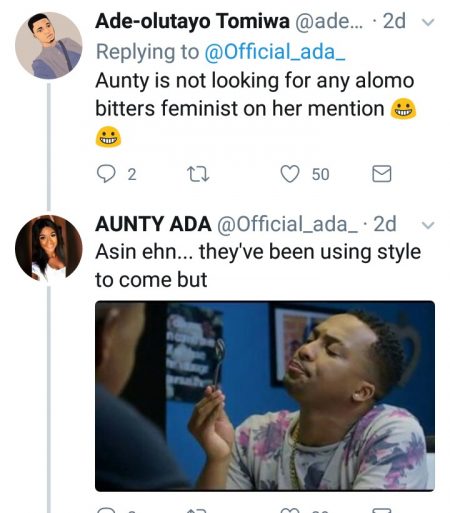 Ade-olutayo Tomiwa @ade... · 2d
Replying to @Official_ada_
Aunty is not looking for any alomo
bitters feminist on her mention 😀
😀
2
50
AUNTY ADA @Official_ada_ · 2d
Asin ehn... they've been using style
to come but